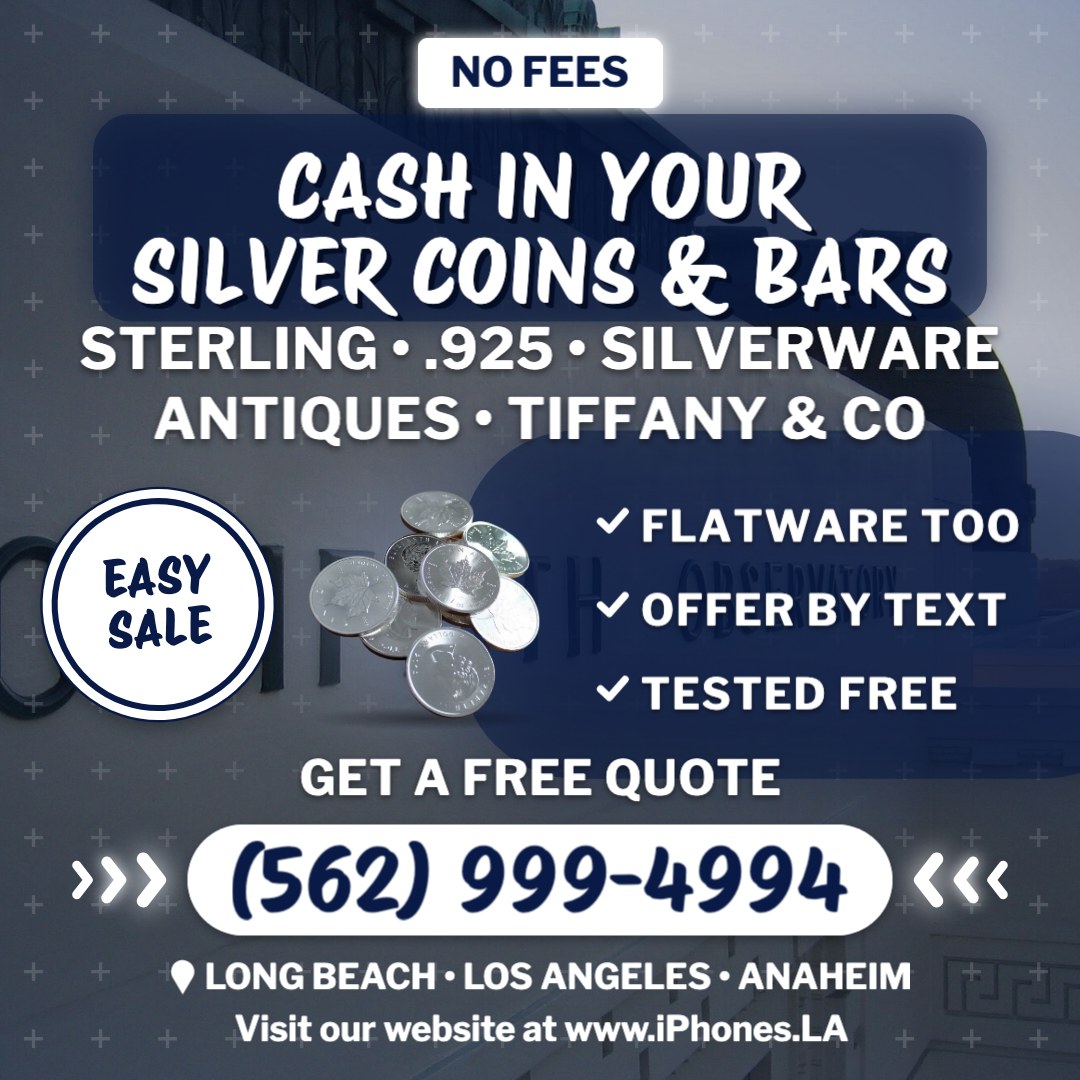 NO FEES
CASH IN YOUR
SILVER COINS & BARS
STERLING • .925 • SILVERWARE
ANTIQUES • TIFFANY & CO
EASY
SALE
✓ FLATWARE TOO
✓ OFFER BY TEXT
✓ TESTED FREE
OBSERVATORY
GET A FREE QUOTE
(562) 999-4994
LONG BEACH • LOS ANGELES • ANAHEIM
Visit our website at www.iPhones.LA